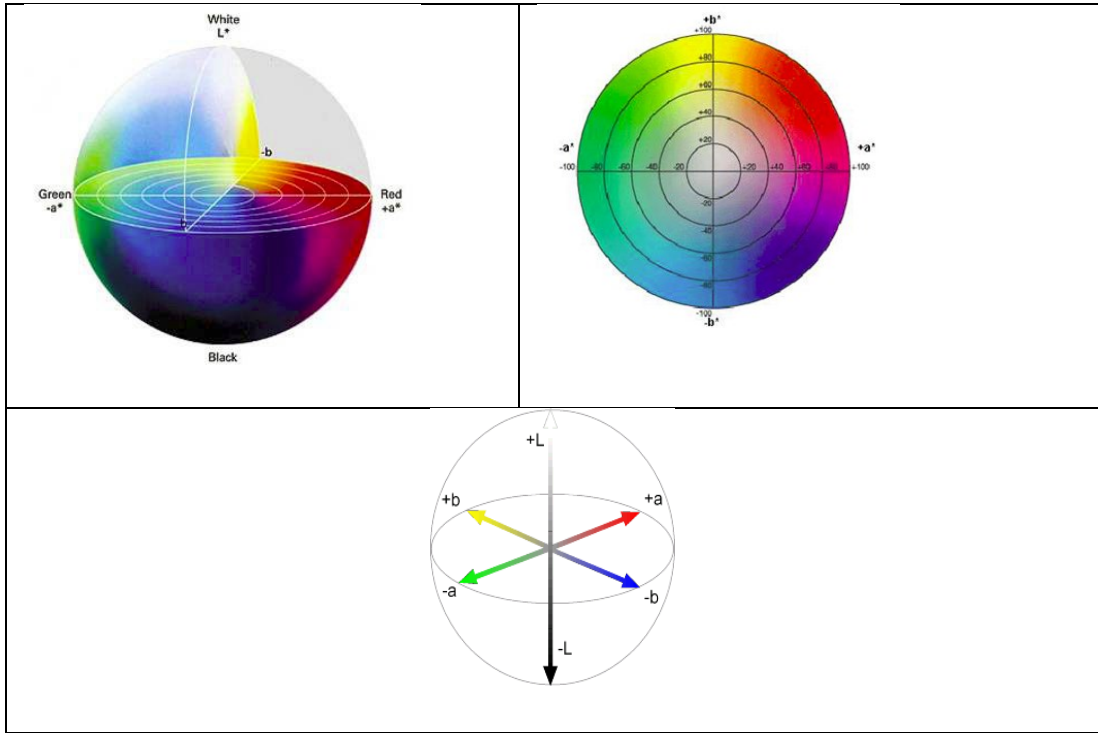 White
L*
-b
Green
-a*
Red
+a*
b
Black
+b*
+100
+80
+60
+40
+20
-a*
-100 -80 -60 -40 -20 +20 +40 +60 +80 +100
+a*
-20
-40
-60
-80
-100
-b*
+L
+b
+a
-a
-b
-L